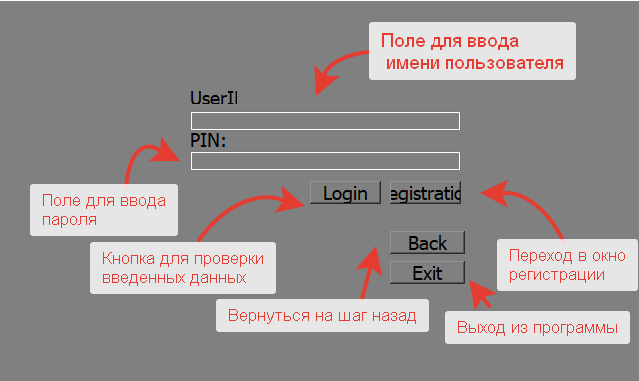 Поле для ввода
имени пользователя
UserI
PIN:
Поле для ввода
пароля
Login
egistratio
Кнопка для проверки
введенных данных
Back
Переход в окно
регистрации
Exit
Вернуться на шаг назад
Выход из программы